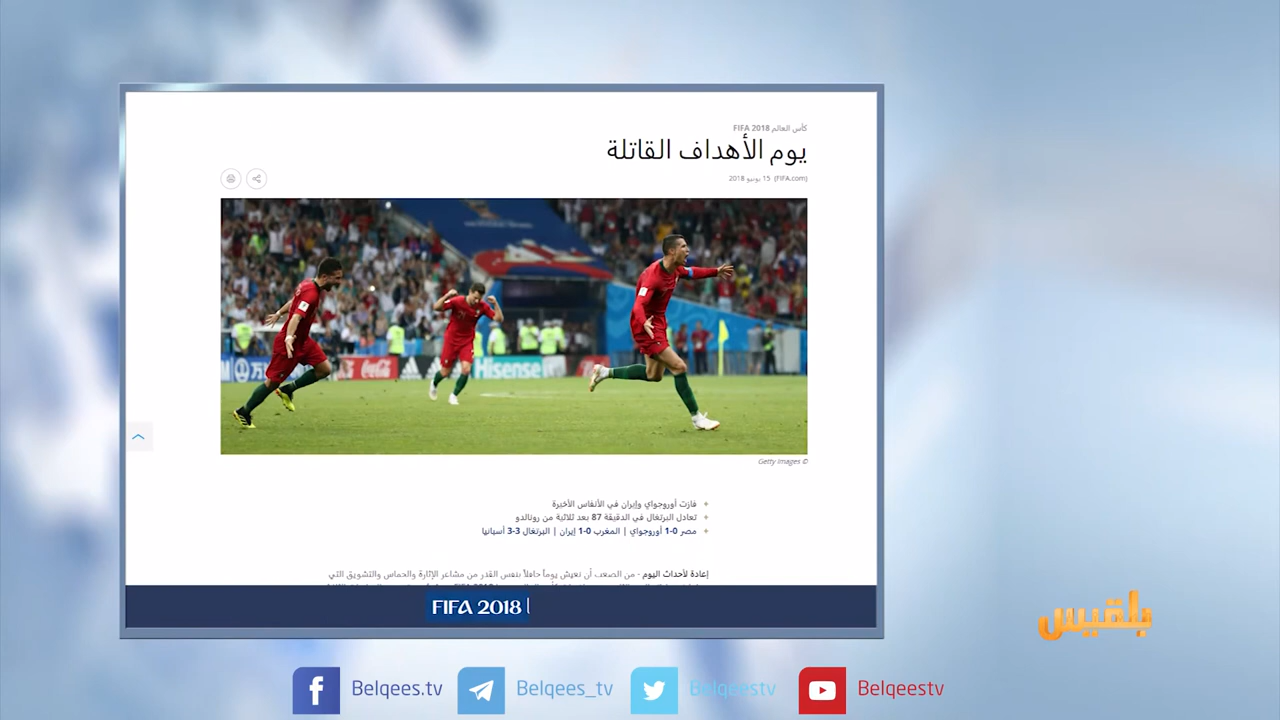 كأس العالم FIFA 2018
يوم الأهداف القاتلة
(FIFA.com) 15 يونيو 2018
Coca-Cola
Hisense
Getty Images ©
فازت أوروجواي وإيران في الأنفاس الأخيرة
تعادل البرتغال في الدقيقة 87 بعد ثلاثية من رونالدو
مصر 0-1 أوروجواي | المغرب 0-1 إيران | البرتغال 3-3 أسبانيا
إعادة لأحداث اليوم - من الصعب أن نعيش يوماً حافلاً بنفس القدر من مشاعر الإثارة والحماس والتشويق التي
FIFA 2018
بلقيس
Belqees.tv
Belqees_tv
Belqeestv
Belqeestv